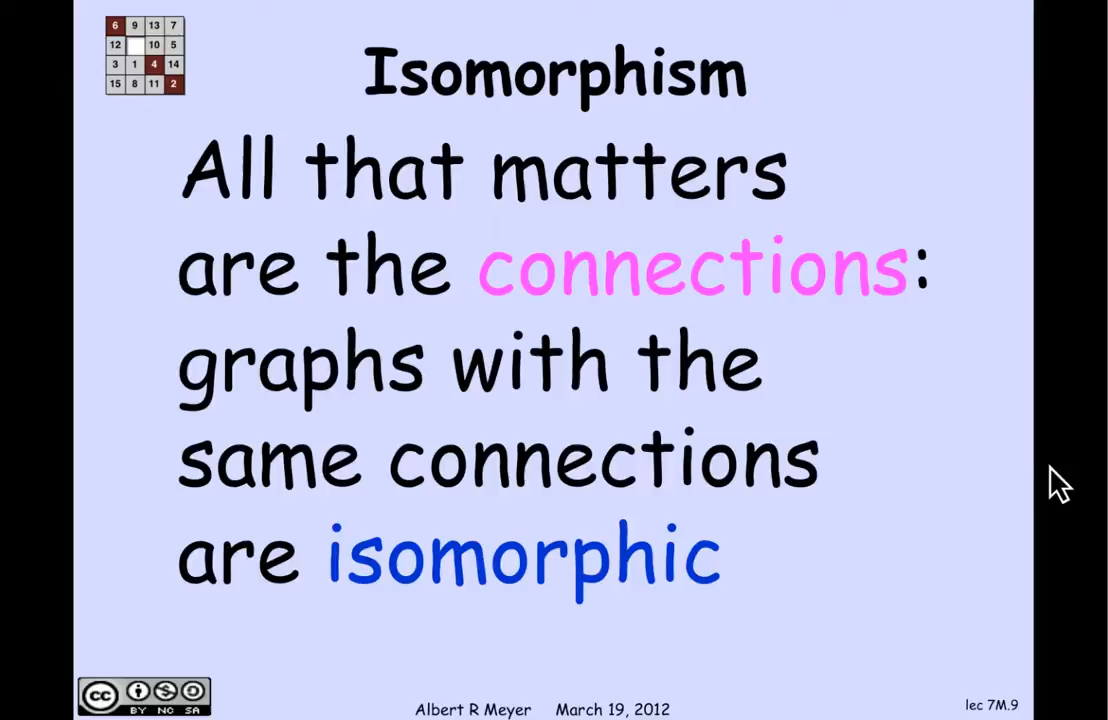 6 9 13 7
12 10 5
3 1 4 14
15 8 11 2
Isomorphism
All that matters
are the connections:
graphs with the
same connections
are isomorphic
cc
BY NC SA
Albert R Meyer March 19, 2012
lec 7M.9